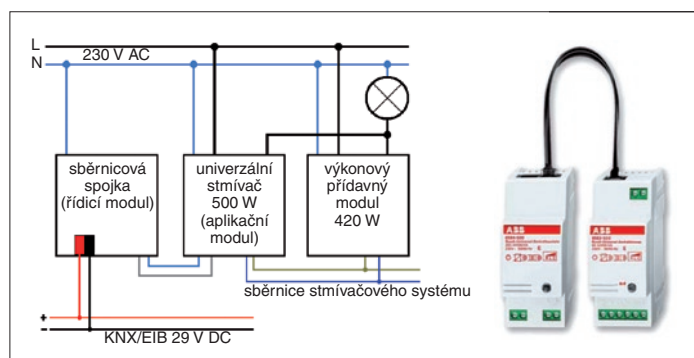 L
N
230 V AC
sběrnicová
spojka
(řídicí modul)
univerzální
stmívač
500 W
(aplikační
modul)
výkonový
přídavný
modul
420 W
sběrnice stmívačového systému
+
–
KNX/EIB 29 V DC
ABB
ABB